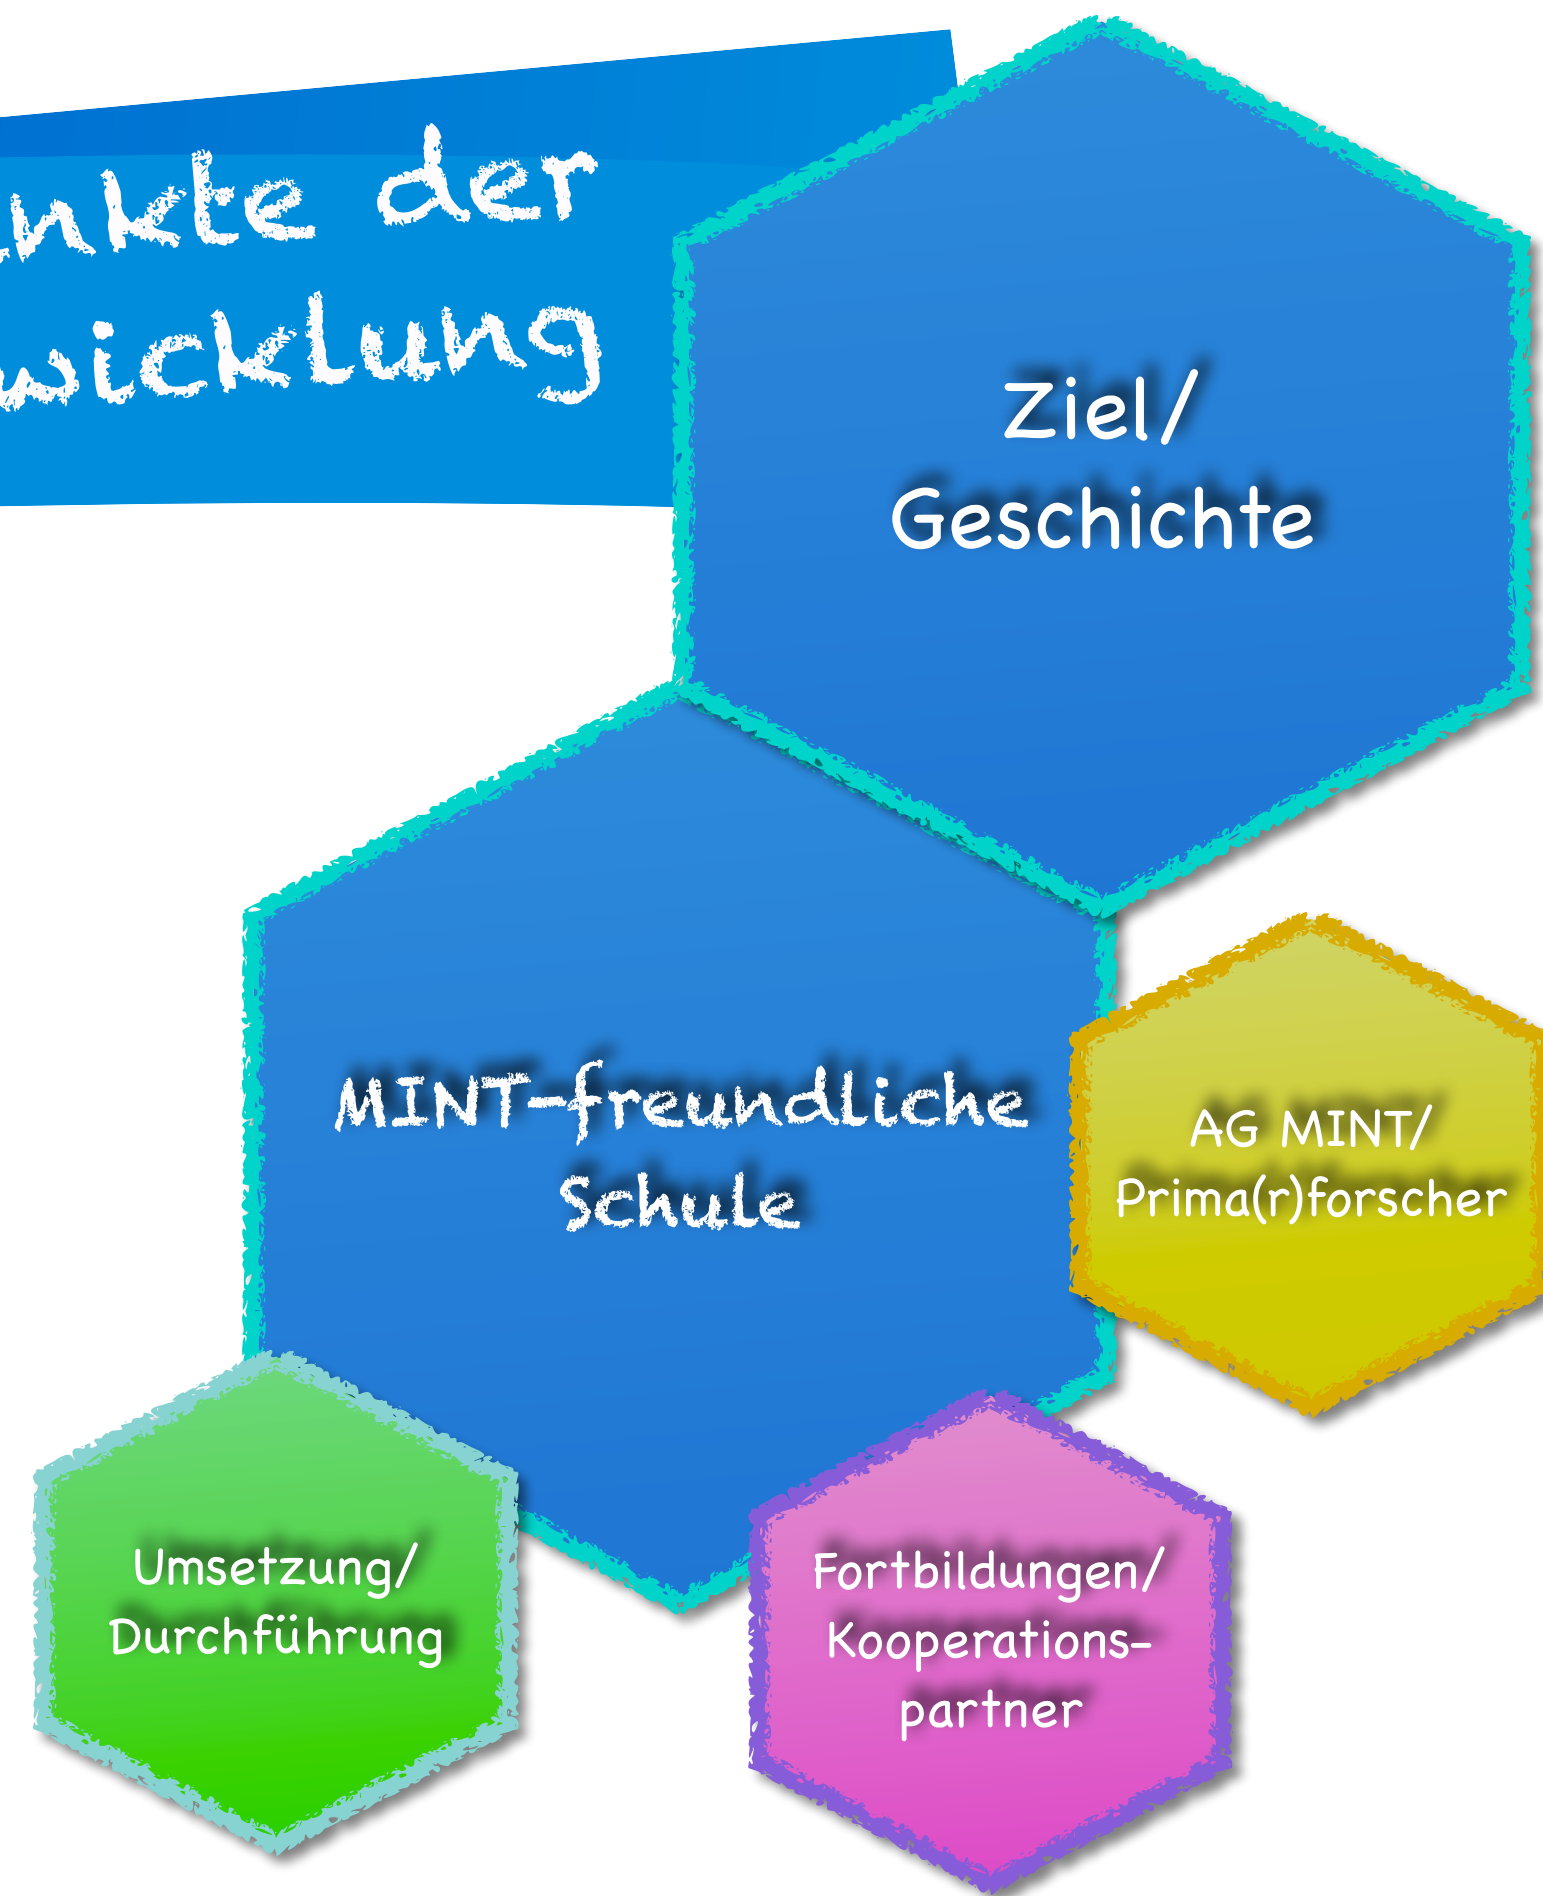 nkte der
wicklung
Ziel/
Geschichte
MINT-freundliche
Schule
AG MINT/
Prima(r)forscher
Umsetzung/
Durchführung
Fortbildungen/
Kooperations-
partner